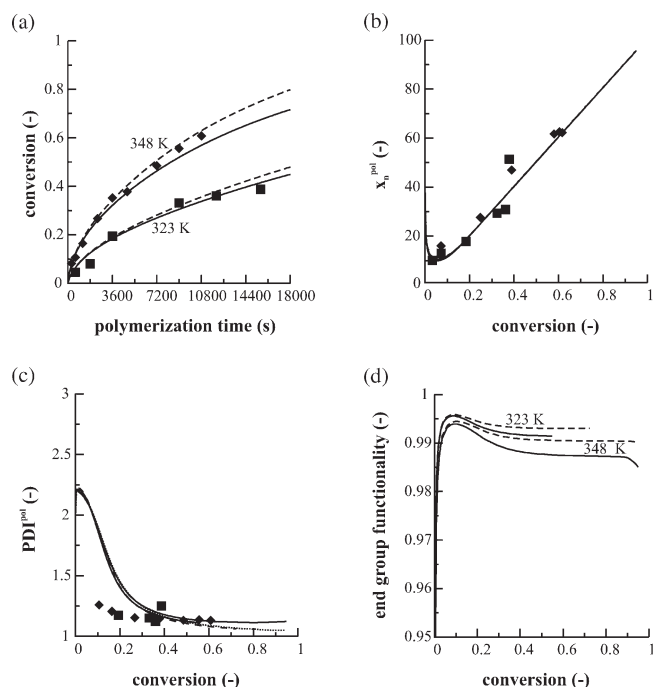 (a)
1
0.8
0.6
0.4
0.2
0
conversion (-)
348 K
323 K
0 3600 7200 10800 14400 18000
polymerization time (s)
(b)
100
80
60
40
20
0
xₙᵖᵒˡ (-)
0 0.2 0.4 0.6 0.8 1
conversion (-)
(c)
3
2.5
2
1.5
1
PDIᵖᵒˡ (-)
0 0.2 0.4 0.6 0.8 1
conversion (-)
(d)
1
0.99
0.98
0.97
0.96
0.95
end group functionality (-)
323 K
348 K
0 0.2 0.4 0.6 0.8 1
conversion (-)